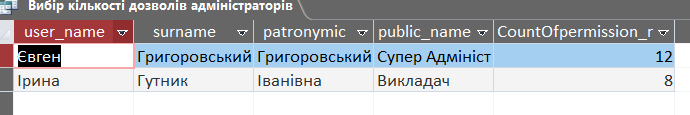 Вибір кількості дозволів адміністраторів
user_name surname patronymic public_name CountOfpermission_r
Євген Григоровський Григоровський Супер Адмініст 12
Ірина Гутник Іванівна Викладач 8